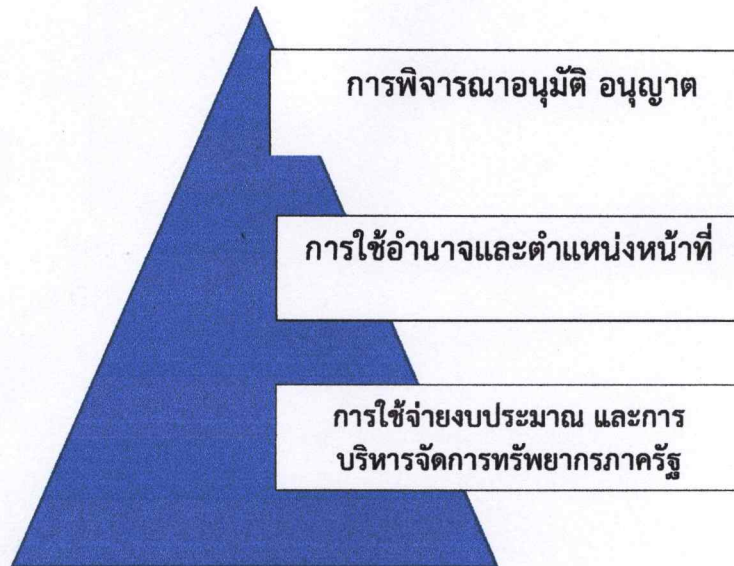 การพิจารณาอนุมัติ อนุญาต
การใช้อำนาจและตำแหน่งหน้าที่
การใช้จ่ายงบประมาณ และการ
บริหารจัดการทรัพยากรภาครัฐ